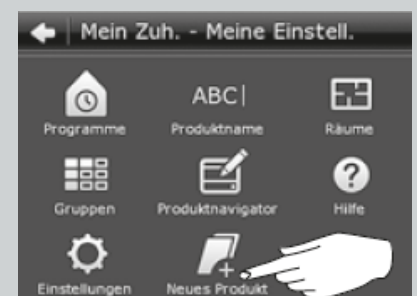 Mein Zuh. - Meine Einstell.
ABC|
Programme Produktname Räume
Gruppen Produktnavigator Hilfe
Einstellungen Neues Produkt